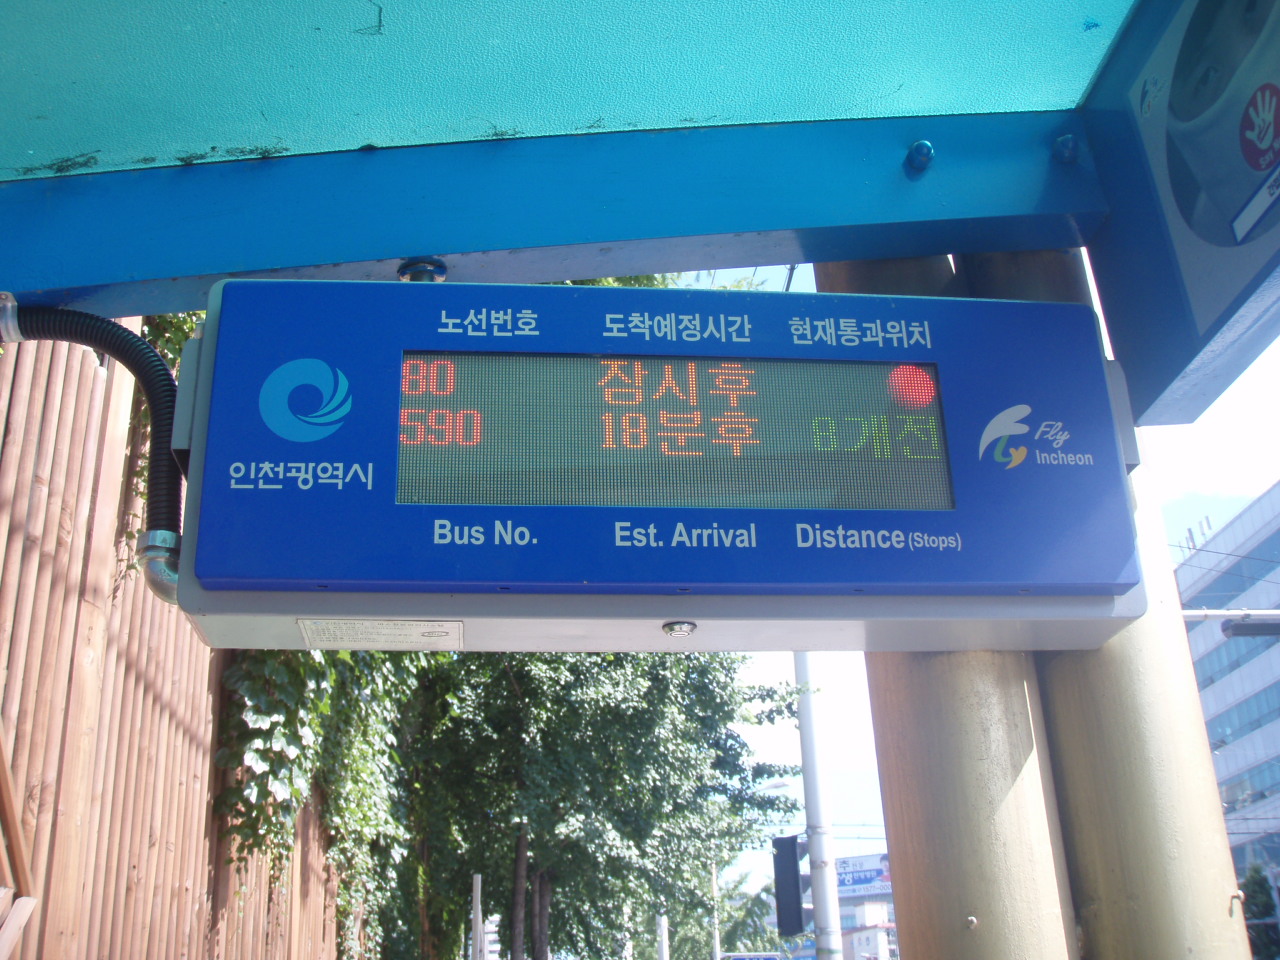 노선번호 도착예정시간 현재통과위치
80 잠시후
590 18분후 8개전
인천광역시
Fly
Incheon
Bus No. Est. Arrival Distance (Stops)